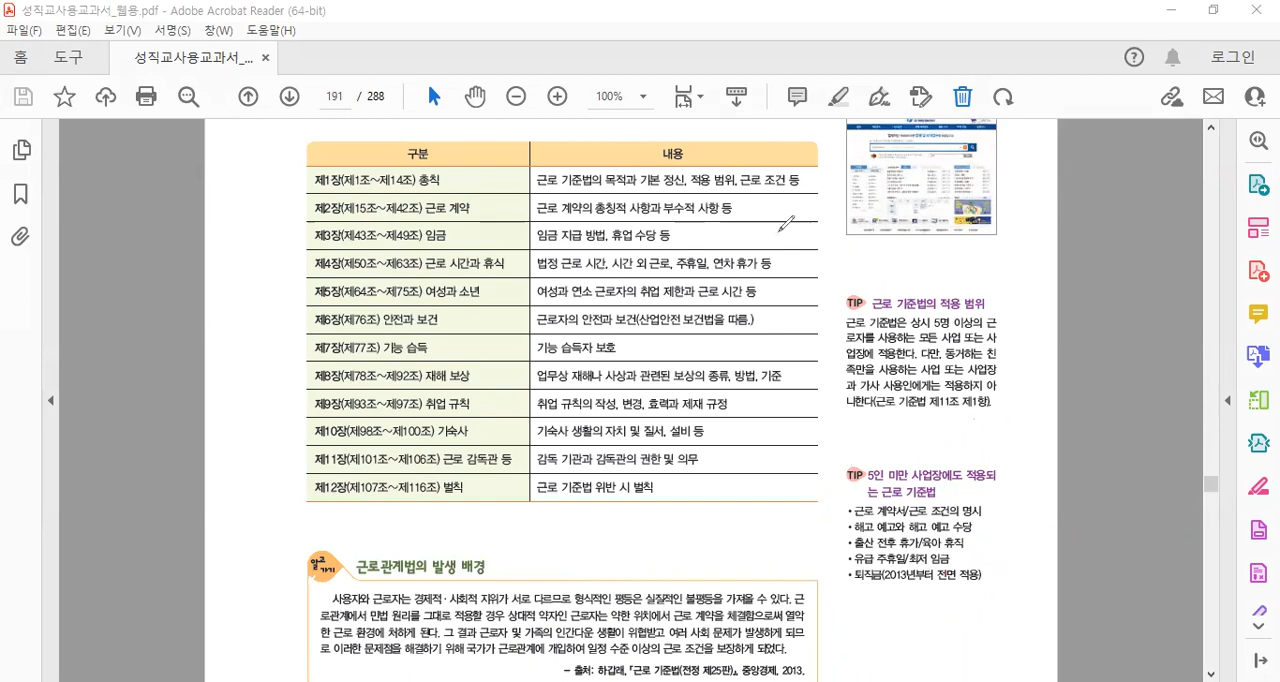 성직교사용교과서_웹용.pdf - Adobe Acrobat Reader (64-bit)
파일(F) 편집(E) 보기(V) 서명(S) 창(W) 도움말(H)
홈 도구 성직교사용교과서_... × 로그인
191 / 288 100%
구분 내용
제1장(제1조~제14조) 총칙 근로 기준법의 목적과 기본 정신, 적용 범위, 근로 조건 등
제2장(제15조~제42조) 근로 계약 근로 계약의 총칙적 사항과 부수적 사항 등
제3장(제43조~제49조) 임금 임금 지급 방법, 휴업 수당 등
제4장(제50조~제63조) 근로 시간과 휴식 법정 근로 시간, 시간 외 근로, 주휴일, 연차 휴가 등
제5장(제64조~제75조) 여성과 소년 여성과 연소 근로자의 취업 제한과 근로 시간 등
제6장(제76조) 안전과 보건 근로자의 안전과 보건(산업안전 보건법을 따름.)
제7장(제77조) 기능 습득 기능 습득자 보호
제8장(제78조~제92조) 재해 보상 업무상 재해나 사상과 관련된 보상의 종류, 방법, 기준
제9장(제93조~제97조) 취업 규칙 취업 규칙의 작성, 변경, 효력과 제재 규정
제10장(제98조~제100조) 기숙사 기숙사 생활의 자치 및 질서, 설비 등
제11장(제101조~제106조) 근로 감독관 등 감독 기관과 감독관의 권한 및 의무
제12장(제107조~제116조) 벌칙 근로 기준법 위반 시 벌칙
알고가기 근로관계법의 발생 배경
사용자와 근로자는 경제적·사회적 지위가 서로 다르므로 형식적인 평등은 실질적인 불평등을 가져올 수 있다. 근
로관계에서 민법 원리를 그대로 적용할 경우 상대적 약자인 근로자는 약한 위치에서 근로 계약을 체결함으로써 열악
한 근로 환경에 처하게 된다. 그 결과 근로자 및 가족의 인간다운 생활이 위협받고 여러 사회 문제가 발생하게 되므
로 이러한 문제점을 해결하기 위해 국가가 근로관계에 개입하여 일정 수준 이상의 근로 조건을 보장하게 되었다.
– 출처: 하갑래, 『근로 기준법(전정 제25판)』, 중앙경제, 2013.
TIP 근로 기준법의 적용 범위
근로 기준법은 상시 5명 이상의 근
로자를 사용하는 모든 사업 또는 사
업장에 적용한다. 다만, 동거하는 친
족만을 사용하는 사업 또는 사업장
과 가사 사용인에게는 적용하지 아
니한다(근로 기준법 제11조 제1항).
TIP 5인 미만 사업장에도 적용되
는 근로 기준법
• 근로 계약서/근로 조건의 명시
• 해고 예고와 해고 예고 수당
• 출산 전후 휴가/육아 휴직
• 유급 주휴일/최저 임금
• 퇴직금(2013년부터 전면 적용)